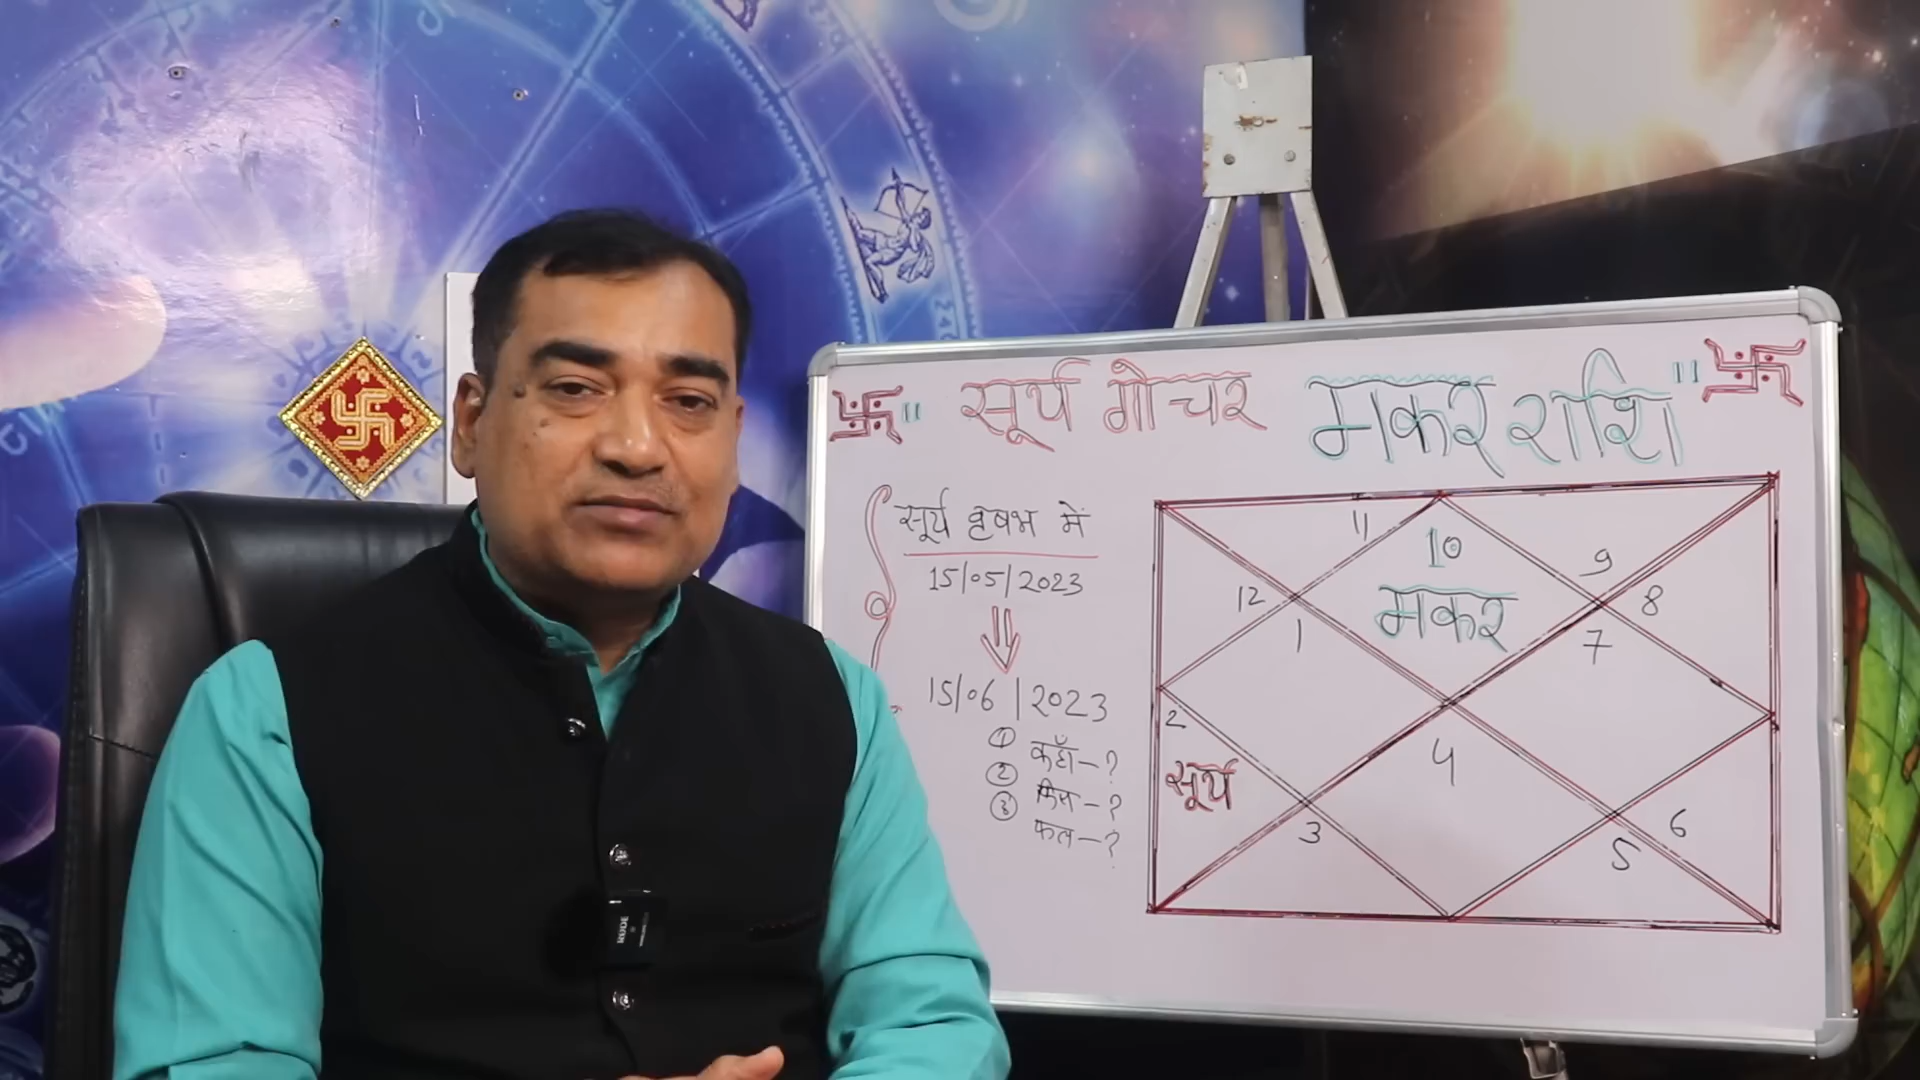 " सूर्य गोचर मकर राशि "
सूर्य वृषभ में
15/05/2023
15/06/2023
① कहाँ-?
② किस-?
③ फल-?
11
10
9
12
मकर
8
1
7
2
4
सूर्य
3
6
5
RØDE